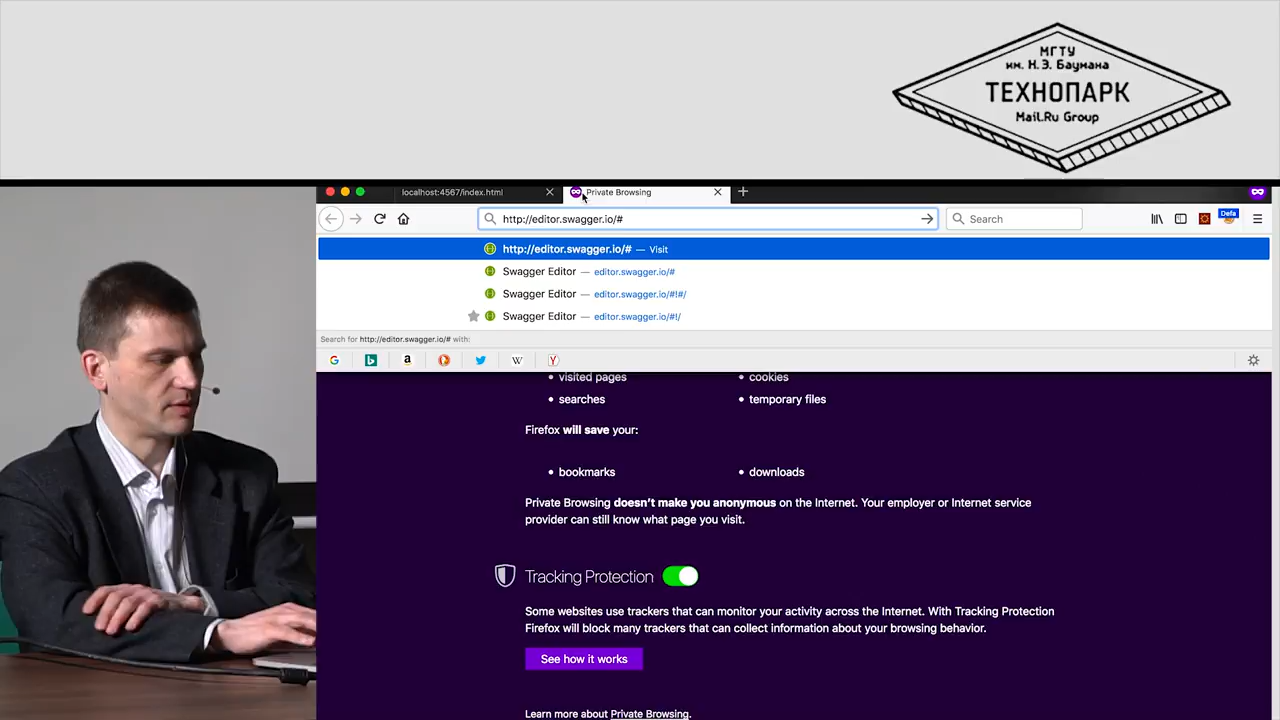 МГТУ
им. Н.Э. Баумана
ТЕХНОПАРК
Mail.Ru Group
localhost:4567/index.html
Private Browsing
http://editor.swagger.io/#
Search
Defa
http://editor.swagger.io/# — Visit
Swagger Editor — editor.swagger.io/#
Swagger Editor — editor.swagger.io/#!#/
Swagger Editor — editor.swagger.io/#!/
Search for http://editor.swagger.io/# with:
• visited pages • cookies
• searches • temporary files
Firefox will save your:
• bookmarks • downloads
Private Browsing doesn't make you anonymous on the Internet. Your employer or Internet service
provider can still know what page you visit.
Tracking Protection
Some websites use trackers that can monitor your activity across the Internet. With Tracking Protection
Firefox will block many trackers that can collect information about your browsing behavior.
See how it works
Learn more about Private Browsing.